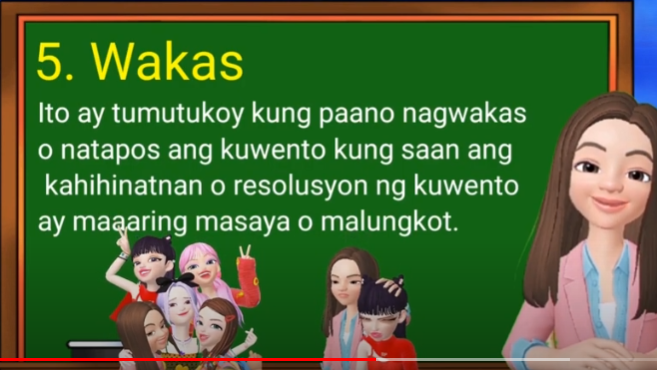 5. Wakas
Ito ay tumutukoy kung paano nagwakas
o natapos ang kuwento kung saan ang
kahihinatnan o resolusyon ng kuwento
ay maaaring masaya o malungkot.